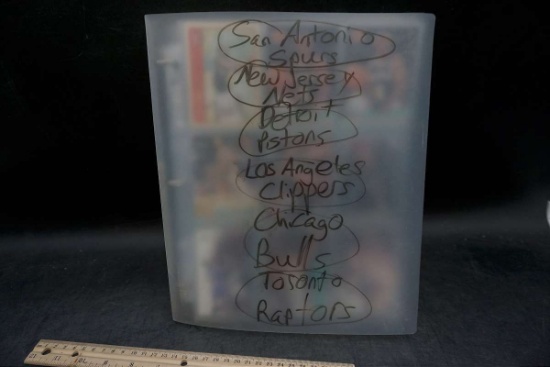 San Antonio
Spurs
New Jersey
Nets
Detroit
Pistons
Los Angeles
Clippers
Chicago
Bulls
Toronto
Raptors